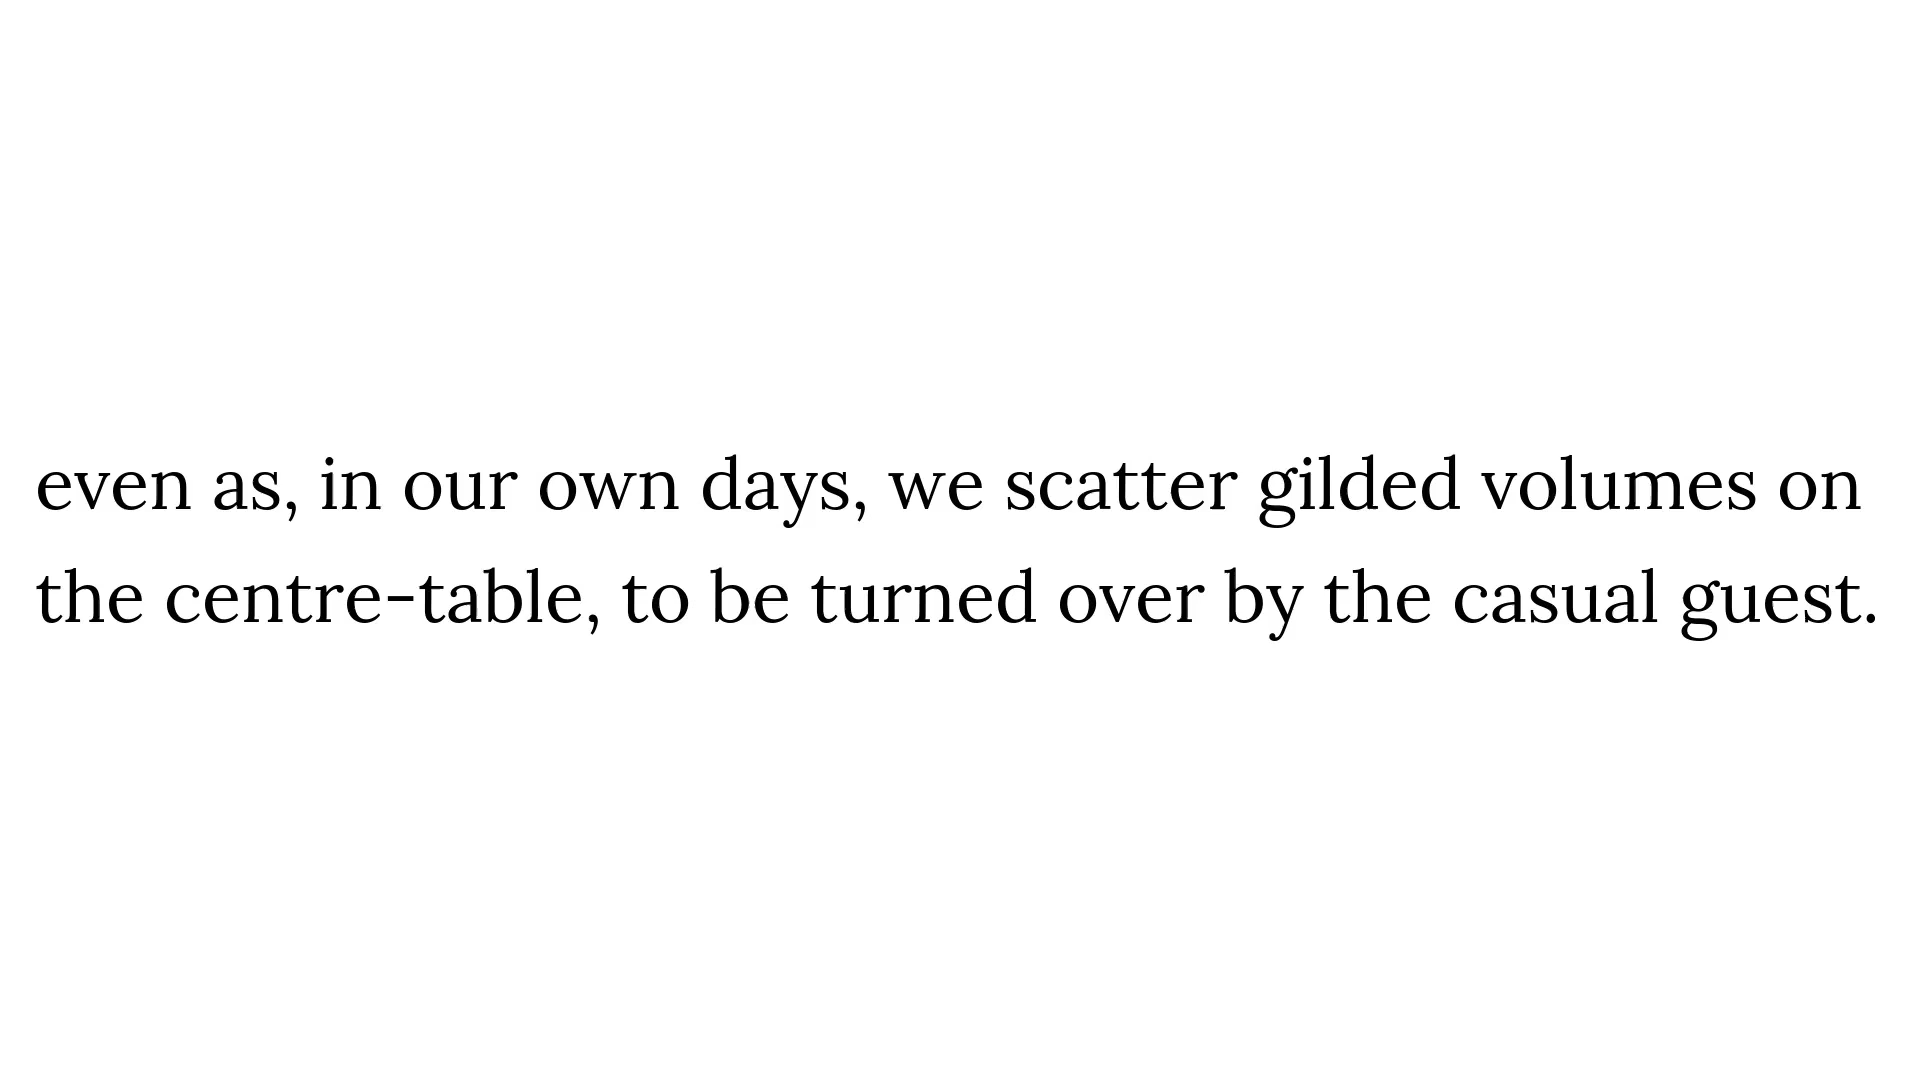 even as, in our own days, we scatter gilded volumes on
the centre-table, to be turned over by the casual guest.